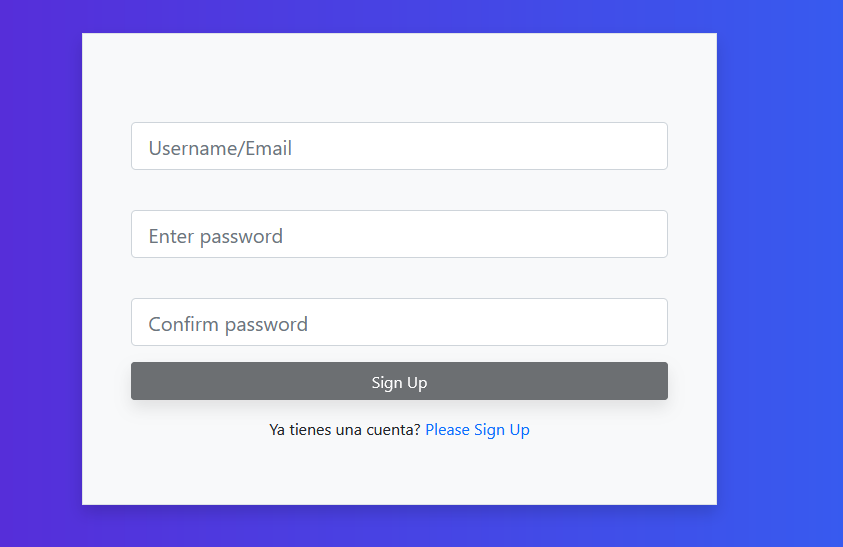 Username/Email
Enter password
Confirm password
Sign Up
Ya tienes una cuenta? Please Sign Up